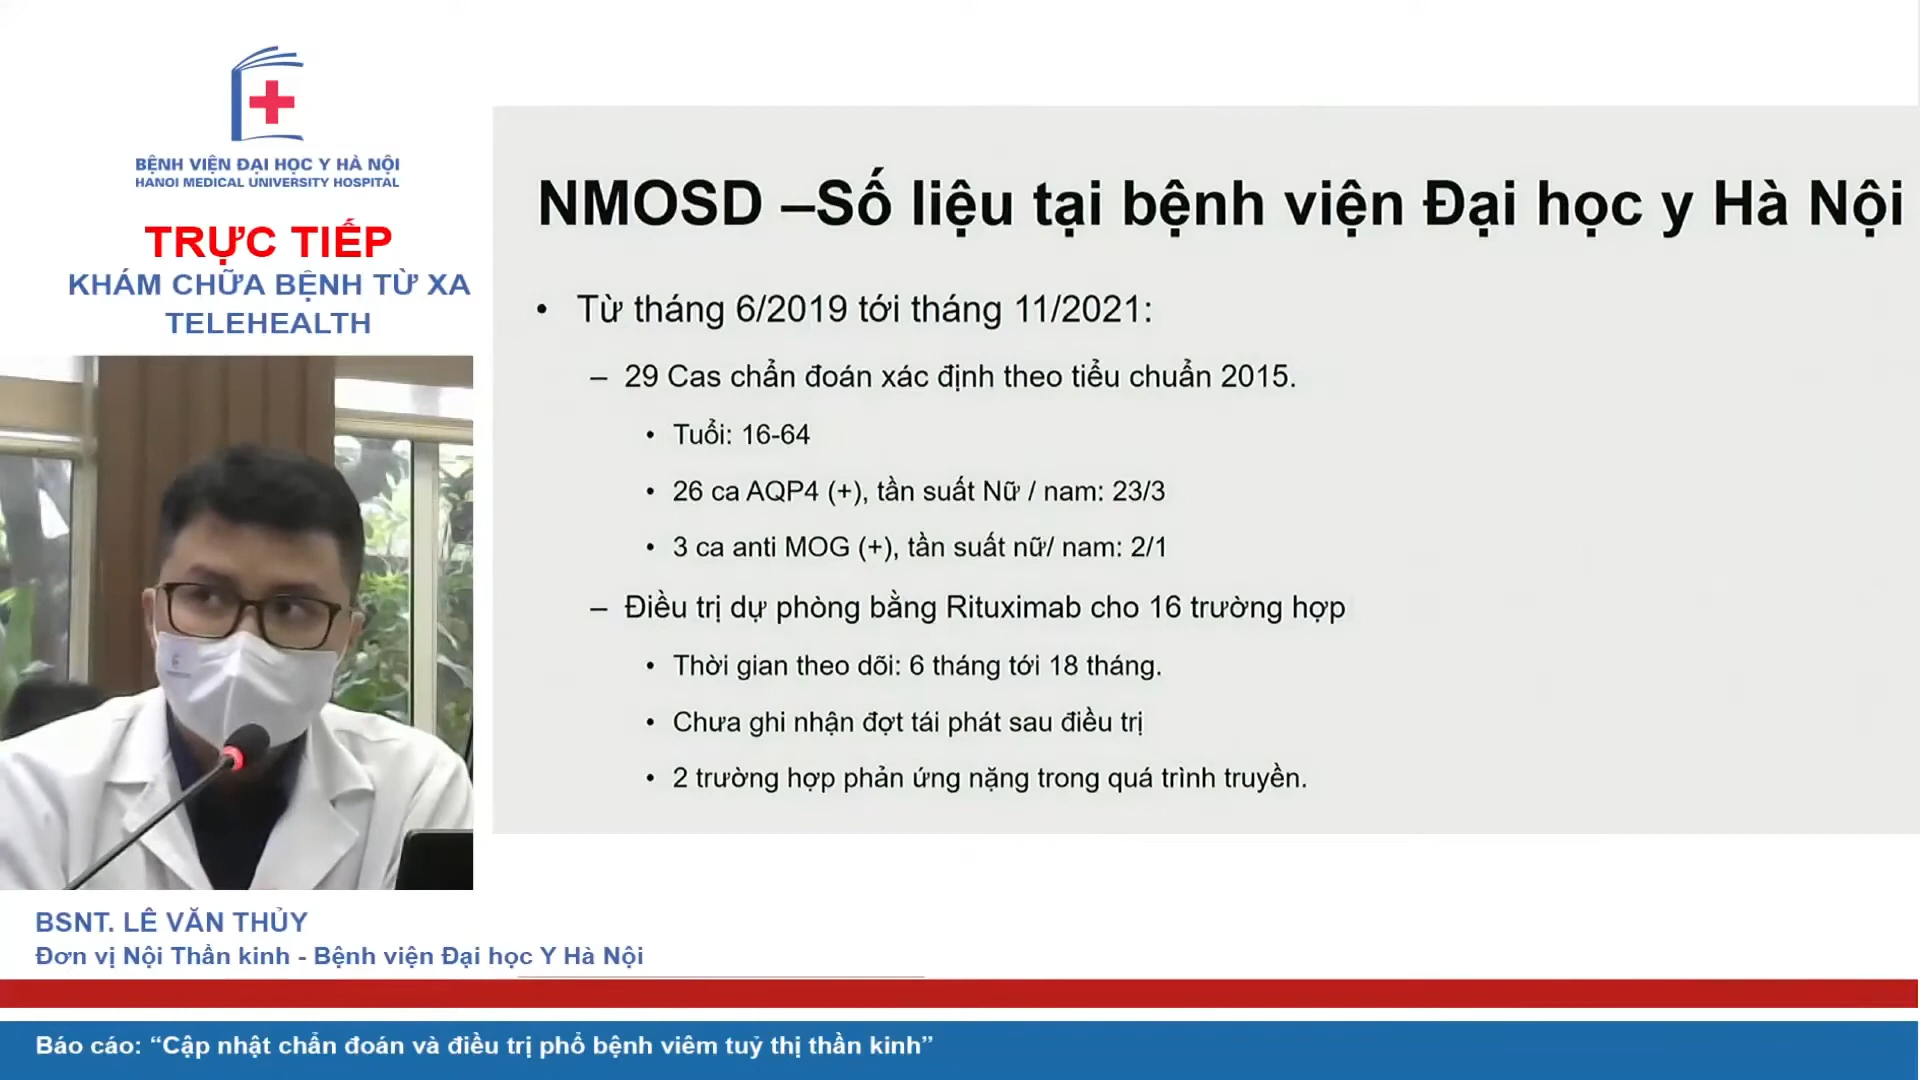 BỆNH VIỆN ĐẠI HỌC Y HÀ NỘI
HANOI MEDICAL UNIVERSITY HOSPITAL
TRỰC TIẾP
KHÁM CHỮA BỆNH TỪ XA
TELEHEALTH
NMOSD –Số liệu tại bệnh viện Đại học y Hà Nội
• Từ tháng 6/2019 tới tháng 11/2021:
– 29 Cas chẩn đoán xác định theo tiểu chuẩn 2015.
• Tuổi: 16-64
• 26 ca AQP4 (+), tần suất Nữ / nam: 23/3
• 3 ca anti MOG (+), tần suất nữ/ nam: 2/1
– Điều trị dự phòng bằng Rituximab cho 16 trường hợp
• Thời gian theo dõi: 6 tháng tới 18 tháng.
• Chưa ghi nhận đợt tái phát sau điều trị
• 2 trường hợp phản ứng nặng trong quá trình truyền.
BSNT. LÊ VĂN THỦY
Đơn vị Nội Thần kinh - Bệnh viện Đại học Y Hà Nội
Báo cáo: “Cập nhật chẩn đoán và điều trị phổ bệnh viêm tuỷ thị thần kinh”